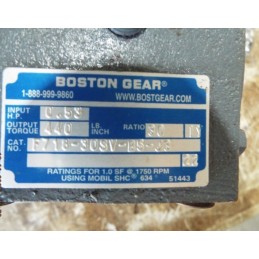 BOSTON GEAR®
1-888-999-9860
WWW.BOSTGEAR.COM
INPUT H.P.
OUTPUT TORQUE 440 LB. INCH RATIO
CAT. NO.
RATINGS FOR 1.0 SF @ 1750 RPM
USING MOBIL SHC® 634 51443